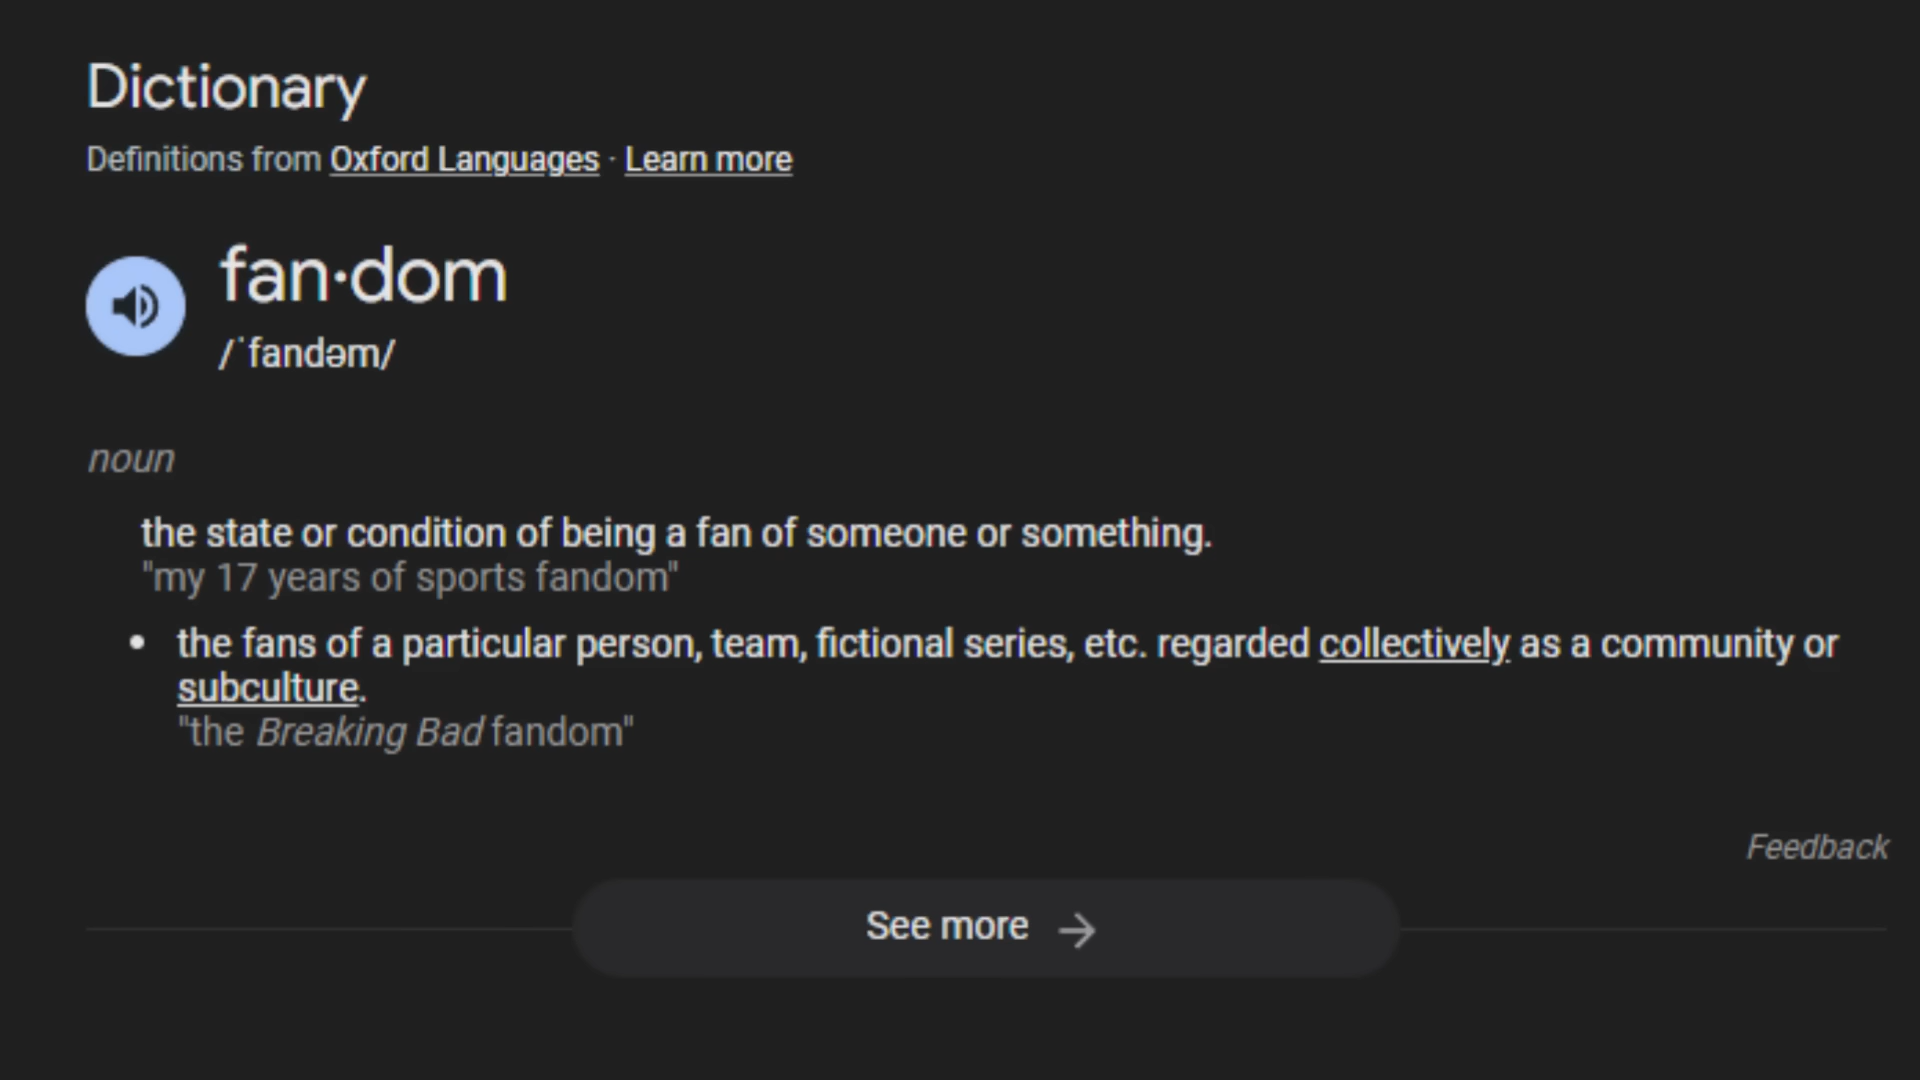 Dictionary
Definitions from Oxford Languages · Learn more
fan·dom
/ˈfandəm/
noun
the state or condition of being a fan of someone or something.
"my 17 years of sports fandom"
• the fans of a particular person, team, fictional series, etc. regarded collectively as a community or
subculture.
"the Breaking Bad fandom"
Feedback
See more →